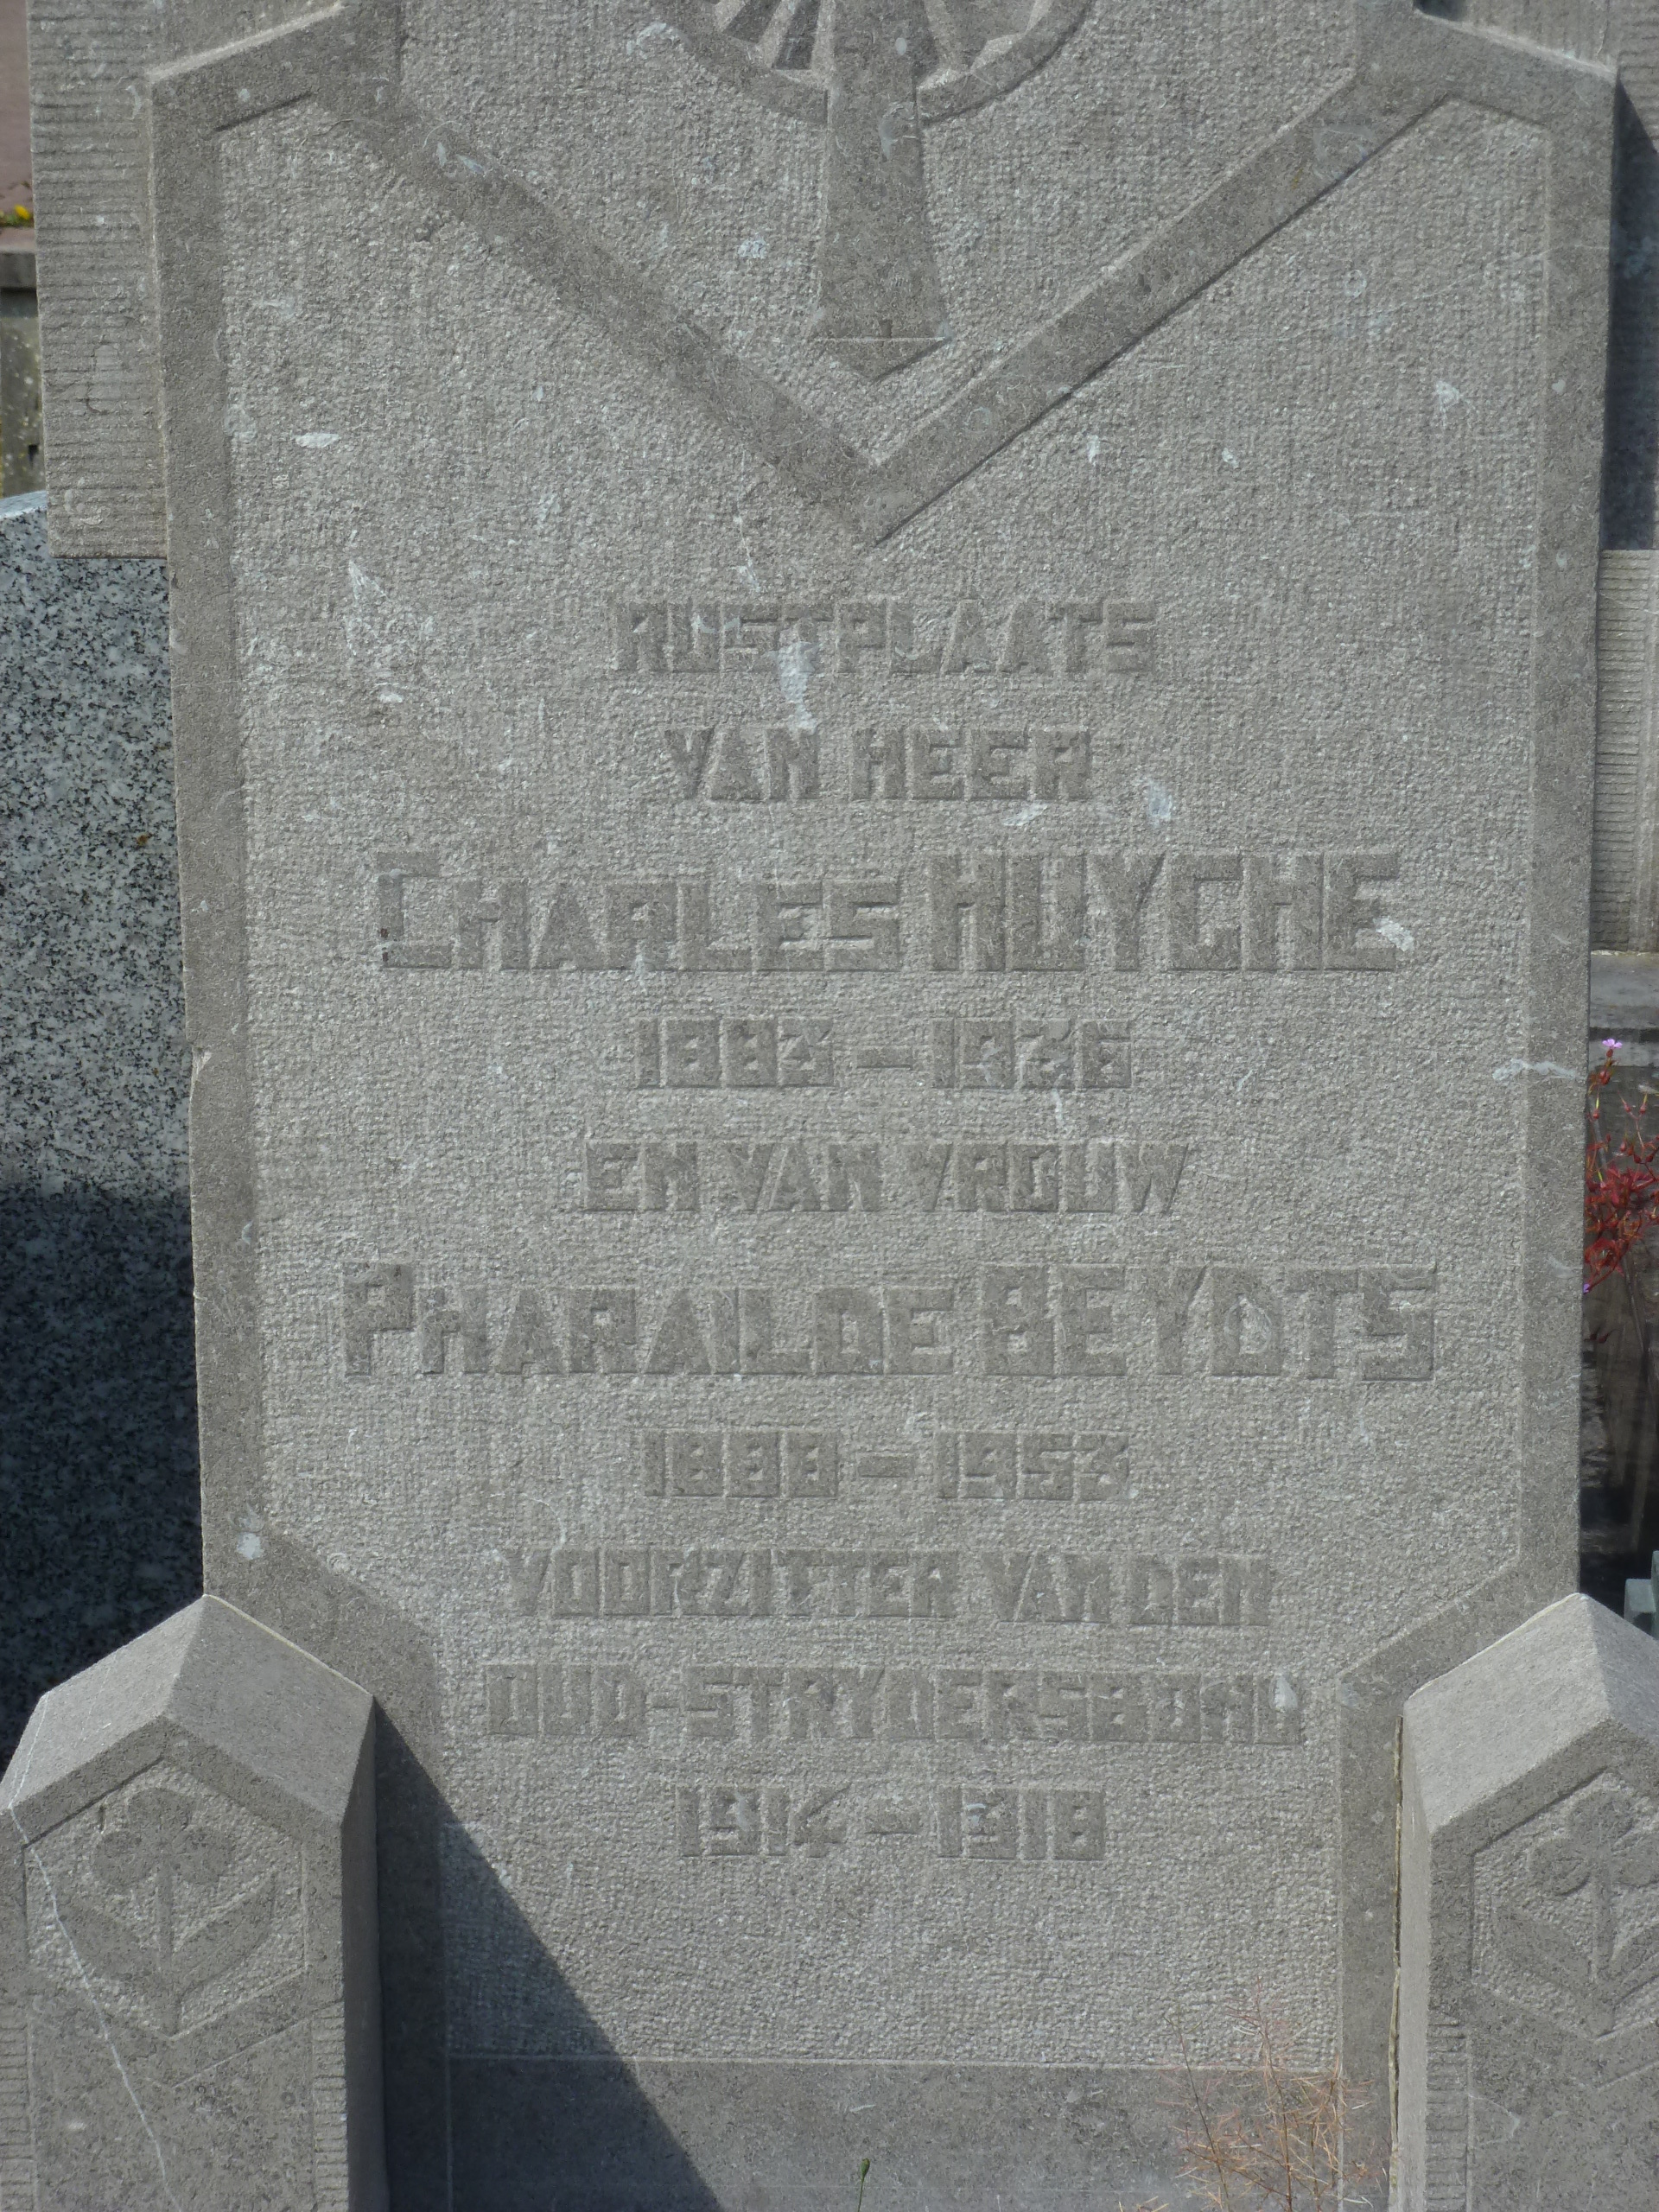 RUSTPLAATS
VAN HEER
CHARLES HUYGHE
1883 – 1936
EN VAN VROUW
PHARAILDE BEYDTS
1888 – 1953
VOORZITTER VAN DEN
OUD-STRYDERSBOND
1914 – 1918